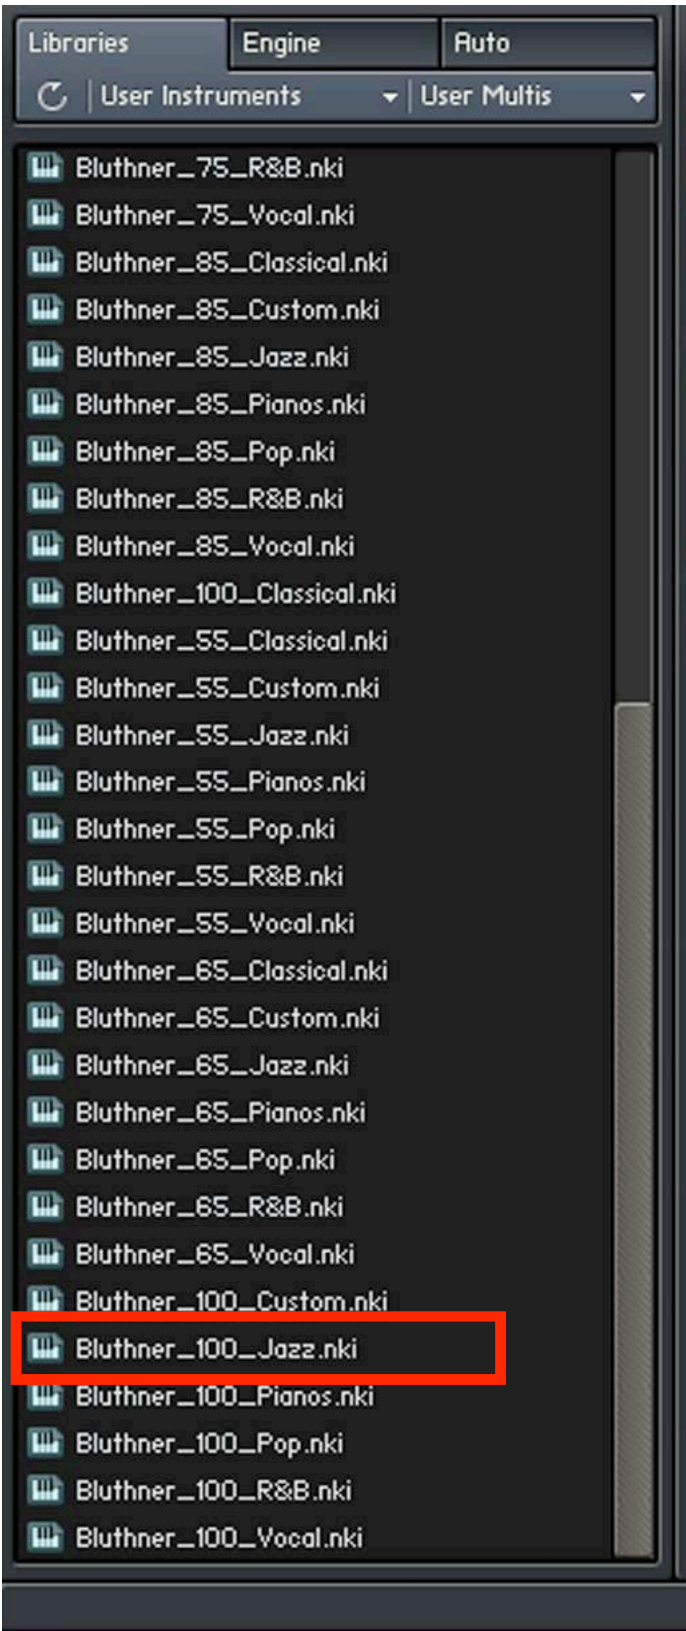 Libraries Engine Auto
User Instruments User Multis
Bluthner_75_R&B.nki
Bluthner_75_Vocal.nki
Bluthner_85_Classical.nki
Bluthner_85_Custom.nki
Bluthner_85_Jazz.nki
Bluthner_85_Pianos.nki
Bluthner_85_Pop.nki
Bluthner_85_R&B.nki
Bluthner_85_Vocal.nki
Bluthner_100_Classical.nki
Bluthner_55_Classical.nki
Bluthner_55_Custom.nki
Bluthner_55_Jazz.nki
Bluthner_55_Pianos.nki
Bluthner_55_Pop.nki
Bluthner_55_R&B.nki
Bluthner_55_Vocal.nki
Bluthner_65_Classical.nki
Bluthner_65_Custom.nki
Bluthner_65_Jazz.nki
Bluthner_65_Pianos.nki
Bluthner_65_Pop.nki
Bluthner_65_R&B.nki
Bluthner_65_Vocal.nki
Bluthner_100_Custom.nki
Bluthner_100_Jazz.nki
Bluthner_100_Pianos.nki
Bluthner_100_Pop.nki
Bluthner_100_R&B.nki
Bluthner_100_Vocal.nki